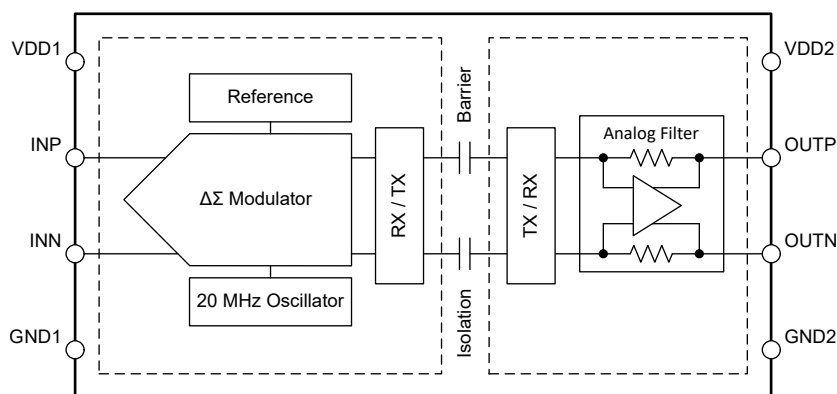 VDD1
VDD2
Reference
Barrier
Analog Filter
INP
OUTP
ΔΣ Modulator
RX / TX
TX / RX
INN
OUTN
20 MHz Oscillator
Isolation
GND1
GND2